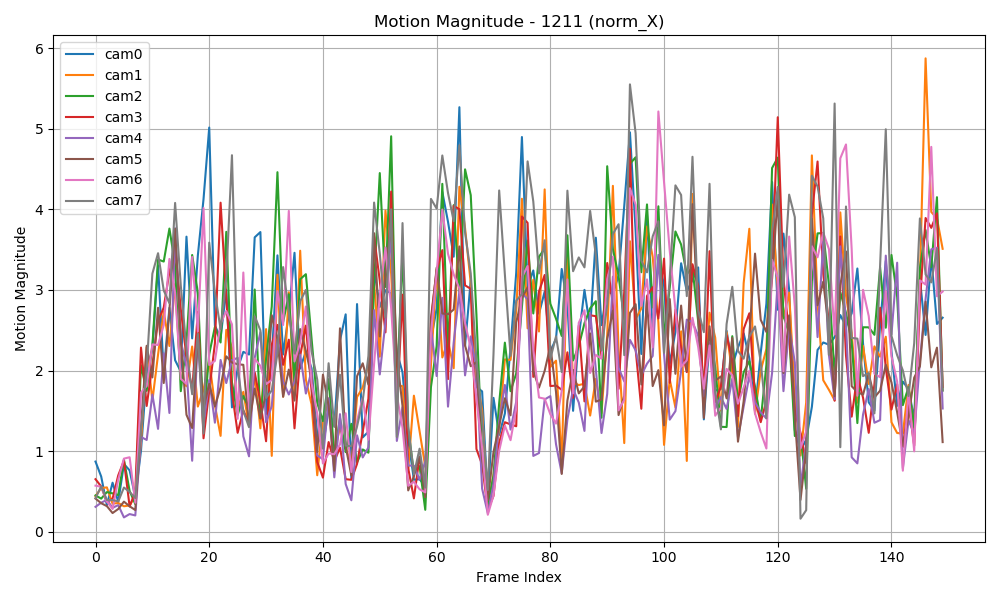 Motion Magnitude - 1211 (norm_X)
cam0
cam1
cam2
cam3
cam4
cam5
cam6
cam7
6
5
4
3
2
1
0
Motion Magnitude
0 20 40 60 80 100 120 140
Frame Index